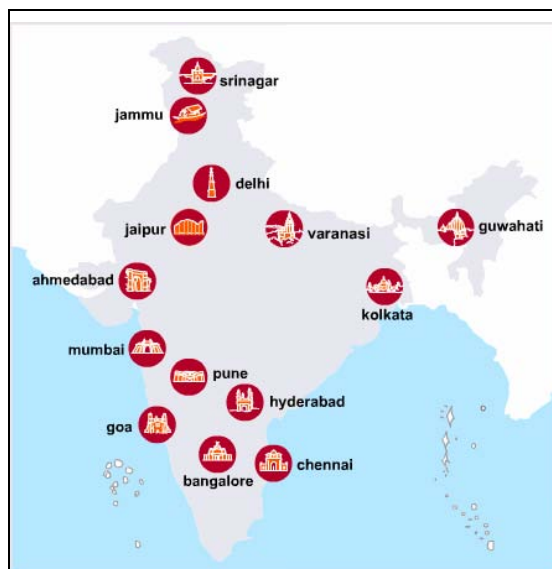 srinagar
jammu
delhi
jaipur
varanasi
guwahati
ahmedabad
kolkata
mumbai
pune
hyderabad
goa
bangalore
chennai